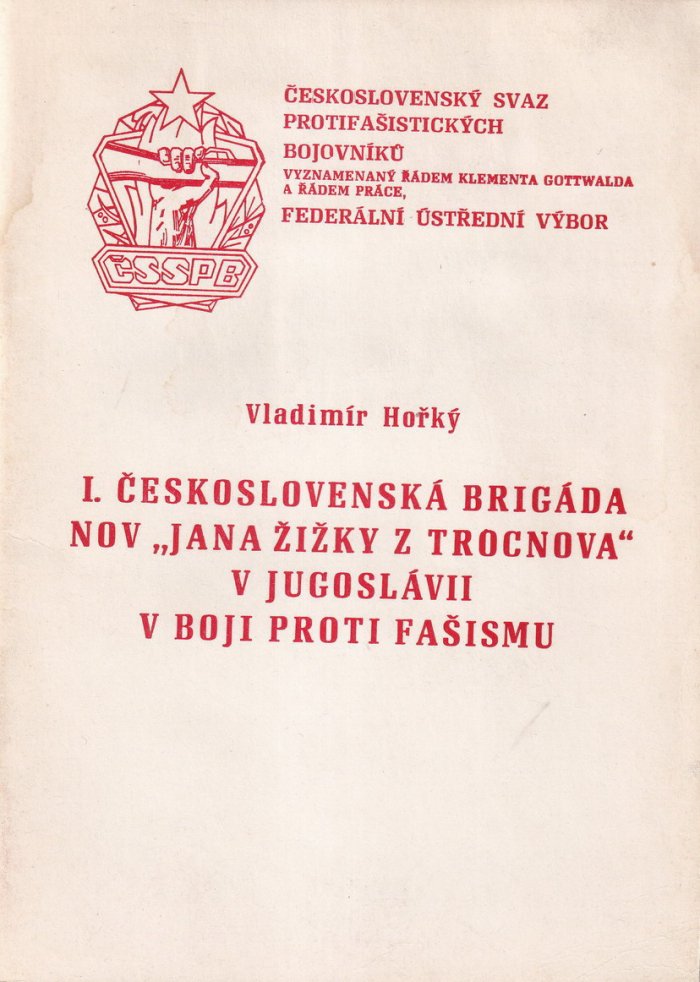 ČESKOSLOVENSKÝ SVAZ
PROTIFAŠISTICKÝCH
BOJOVNÍKŮ
VYZNAMENANÝ ŘÁDEM KLEMENTA GOTTWALDA
A ŘÁDEM PRÁCE,
FEDERÁLNÍ ÚSTŘEDNÍ VÝBOR
ČSSPB
Vladimír Hořký
I. ČESKOSLOVENSKÁ BRIGÁDA
NOV „JANA ŽIŽKY Z TROCNOVA“
V JUGOSLÁVII
V BOJI PROTI FAŠISMU